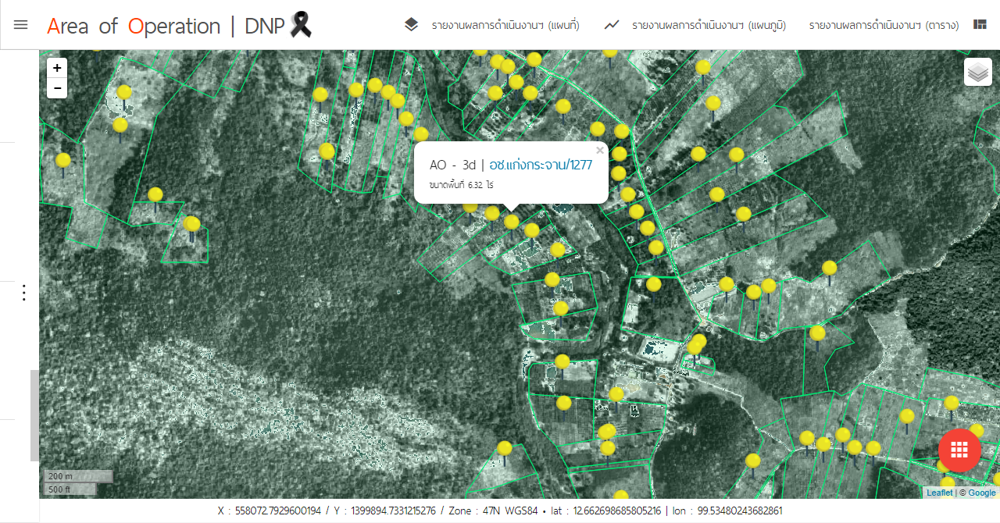 Area of Operation | DNP
รายงานผลการดำเนินงานฯ (แผนที่)
รายงานผลการดำเนินงานฯ (แผนภูมิ)
รายงานผลการดำเนินงานฯ (ตาราง)
+
−
×
AO - 3d | อช.แก่งกระจาน/1277
ขนาดพื้นที่ 6.32 ไร่
200 m
500 ft
Leaflet | © Google
X : 558072.7929600194 / Y : 1399894.7331215276 / Zone : 47N WGS84 • lat : 12.662698685805216 | lon : 99.53480243682861